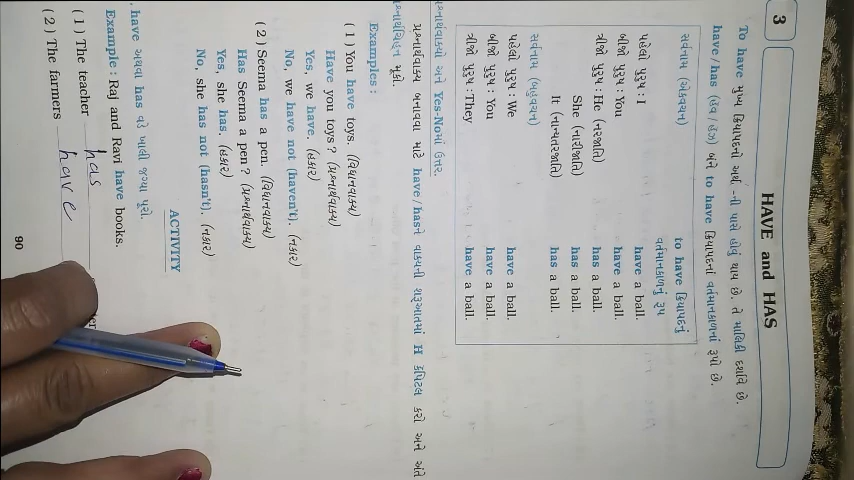 3
HAVE and HAS
To have મુખ્ય ક્રિયાપદનો અર્થ -ની પાસે હોવું થાય છે. તે માલિકી દર્શાવે છે.
have/has (હેવ/હૅઝ) બંને to have ક્રિયાપદનાં વર્તમાનકાળનાં રૂપો છે.
સર્વનામ (એકવચન) to have ક્રિયાપદનું વર્તમાનકાળનું રૂપ
પહેલો પુરુષ : I have a ball.
બીજો પુરુષ : You have a ball.
ત્રીજો પુરુષ : He (નરજાતિ) has a ball.
She (નારીજાતિ) has a ball.
It (નાન્યતરજાતિ) has a ball.
સર્વનામ (બહુવચન)
પહેલો પુરુષ : We have a ball.
બીજો પુરુષ : You have a ball.
ત્રીજો પુરુષ : They have a ball.
પ્રશ્નાર્થવાક્યો અને Yes-Noમાં ઉત્તર.
પ્રશ્નાર્થવાક્ય બનાવવા માટે have/hasને વાક્યની શરૂઆતમાં H કૅપિટલ કરો અને અંતે
પ્રશ્નાર્થચિહ્ન મૂકો.
Examples :
(1) You have toys. (વિધાનવાક્ય)
Have you toys ? (પ્રશ્નાર્થવાક્ય)
Yes, we have. (હકાર)
No, we have not (haven't). (નકાર)
(2) Seema has a pen. (વિધાનવાક્ય)
Has Seema a pen ? (પ્રશ્નાર્થવાક્ય)
Yes, she has. (હકાર)
No, she has not (hasn't). (નકાર)
ACTIVITY
. have અથવા has વડે ખાલી જગ્યા પૂરો.
Example : Raj and Ravi have books.
(1) The teacher has
(2) The farmers have
90